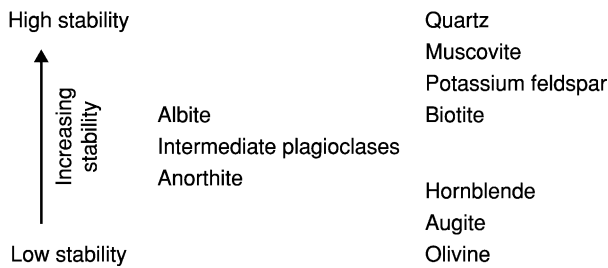 High stability
Quartz
Muscovite
Potassium feldspar
Increasing
stability
Albite
Biotite
Intermediate plagioclases
Anorthite
Hornblende
Augite
Low stability
Olivine